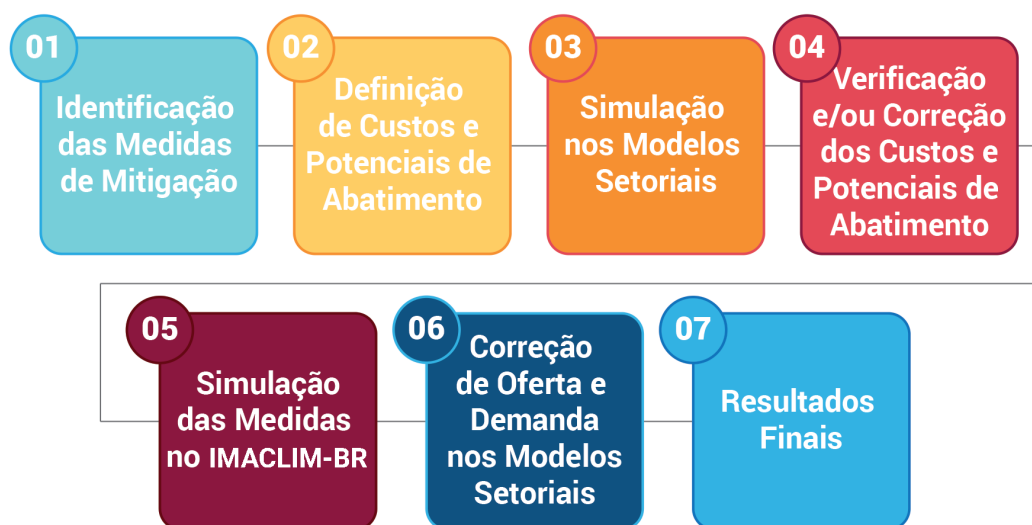 01
Identificação
das Medidas
de Mitigação
02
Definição
de Custos e
Potenciais de
Abatimento
03
Simulação
nos Modelos
Setoriais
04
Verificação
e/ou Correção
dos Custos e
Potenciais de
Abatimento
05
Simulação
das Medidas
no IMACLIM-BR
06
Correção
de Oferta e
Demanda
nos Modelos
Setoriais
07
Resultados
Finais